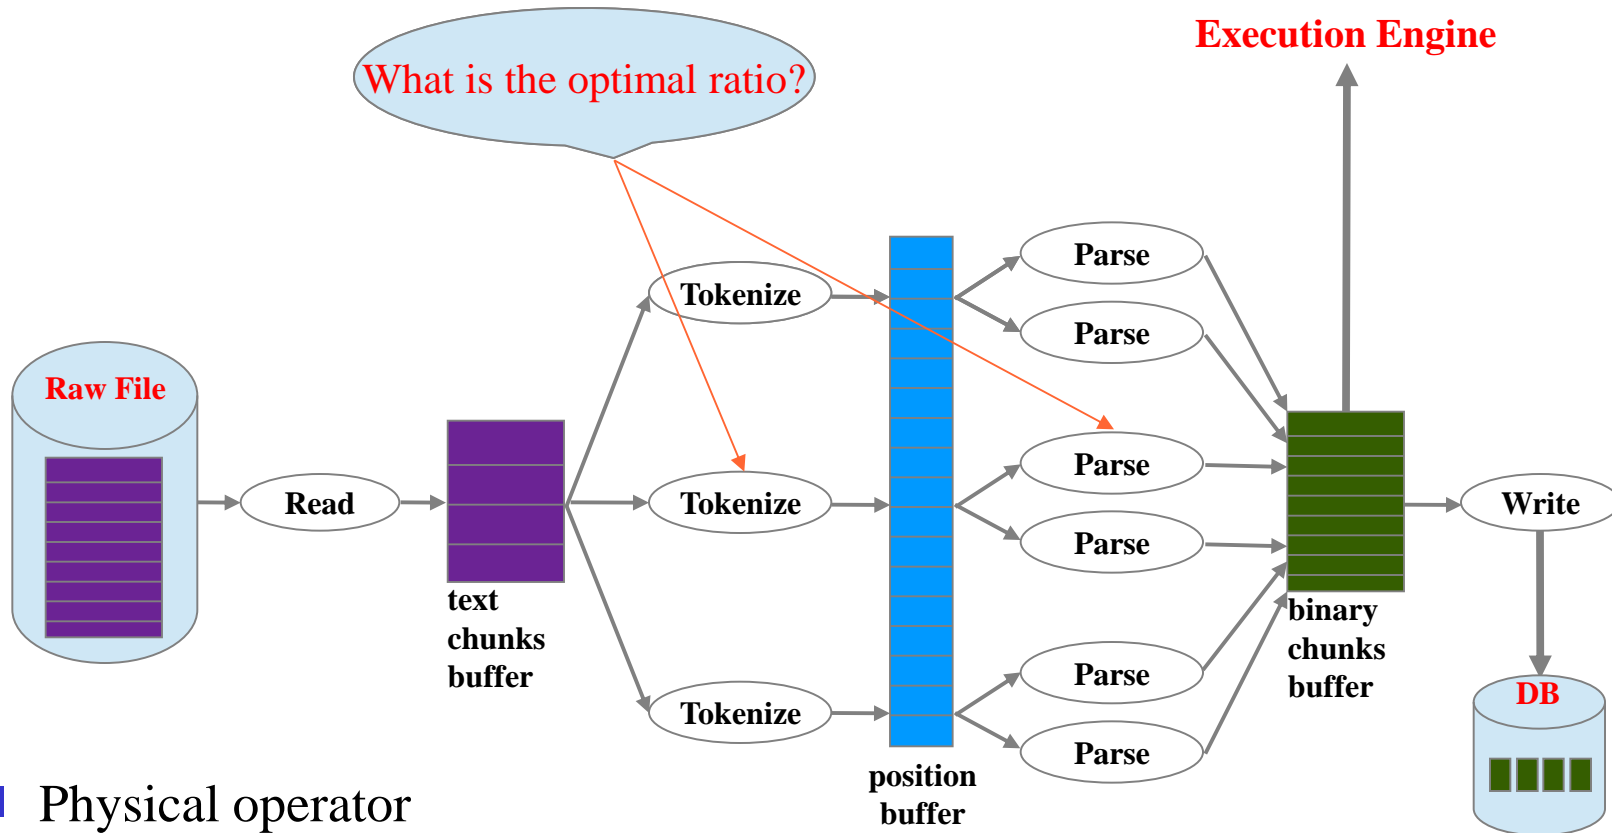 Execution Engine
What is the optimal ratio?
Parse
Tokenize
Parse
Raw File
Parse
Read
Tokenize
Write
Parse
text
chunks
buffer
binary
chunks
buffer
Parse
Tokenize
DB
Parse
position
buffer
Physical operator